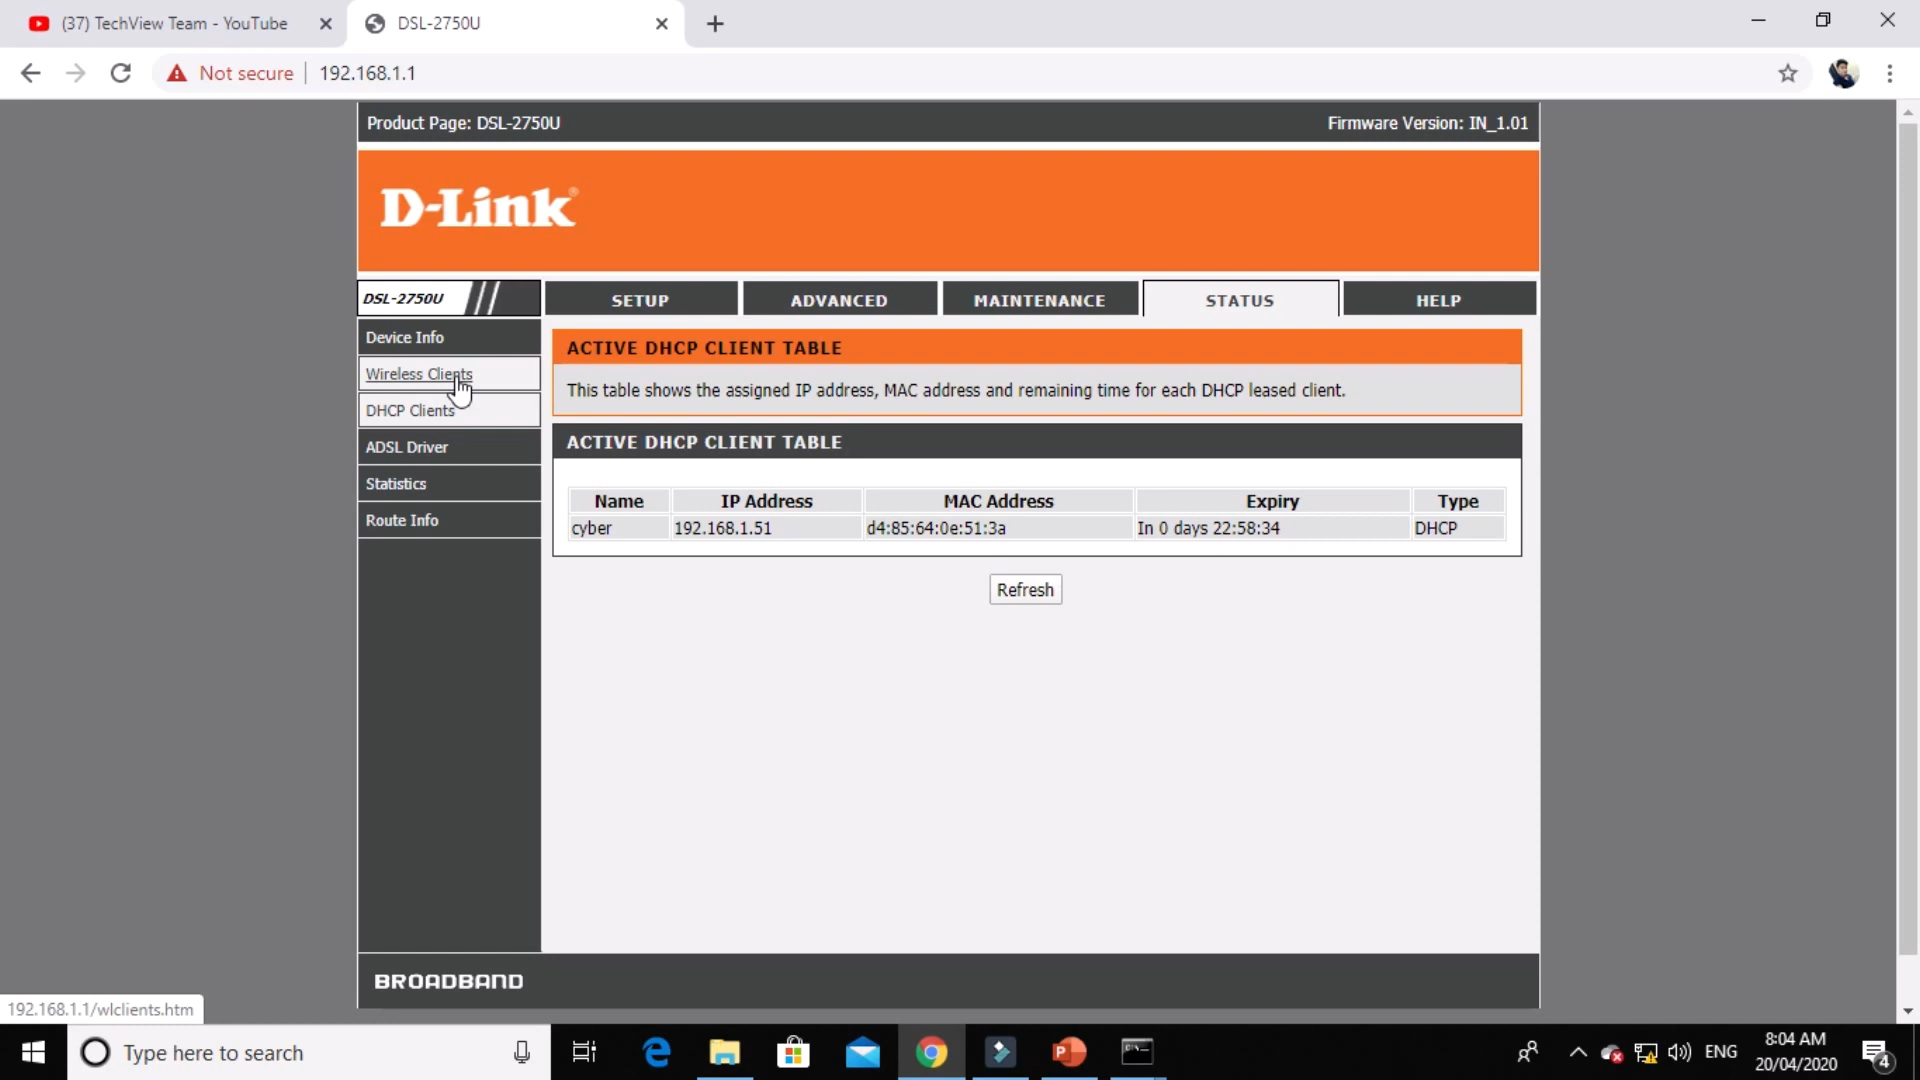 (37) TechView Team - YouTube
DSL-2750U
Not secure
192.168.1.1
Product Page: DSL-2750U
Firmware Version: IN_1.01
D-Link®
DSL-2750U
SETUP
ADVANCED
MAINTENANCE
STATUS
HELP
Device Info
Wireless Clients
DHCP Clients
ADSL Driver
Statistics
Route Info
ACTIVE DHCP CLIENT TABLE
This table shows the assigned IP address, MAC address and remaining time for each DHCP leased client.
ACTIVE DHCP CLIENT TABLE
Name IP Address MAC Address Expiry Type
cyber 192.168.1.51 d4:85:64:0e:51:3a In 0 days 22:58:34 DHCP
Refresh
BROADBAND
192.168.1.1/wlclients.htm
Type here to search
ENG
8:04 AM
20/04/2020
4